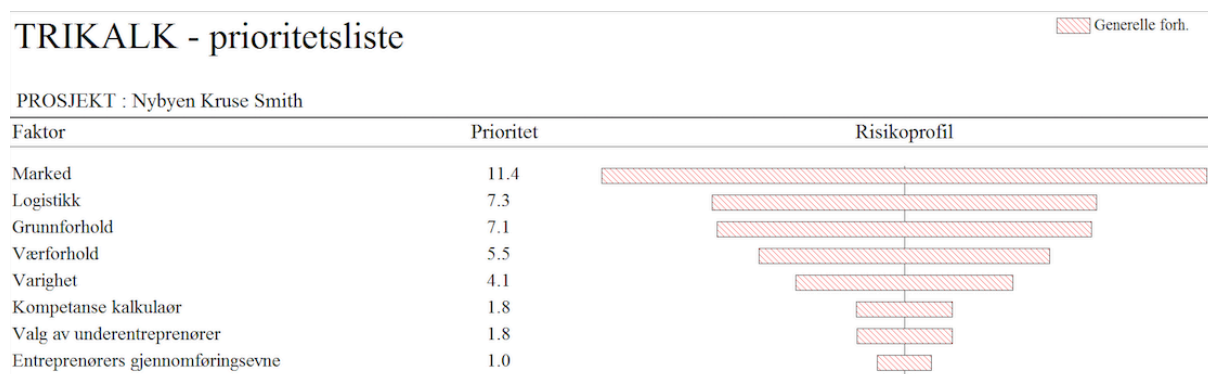 TRIKALK - prioritetsliste
Generelle forh.
PROSJEKT : Nybyen Kruse Smith
Faktor Prioritet Risikoprofil
Marked 11.4
Logistikk 7.3
Grunnforhold 7.1
Værforhold 5.5
Varighet 4.1
Kompetanse kalkulaør 1.8
Valg av underentreprenører 1.8
Entreprenørers gjennomføringsevne 1.0